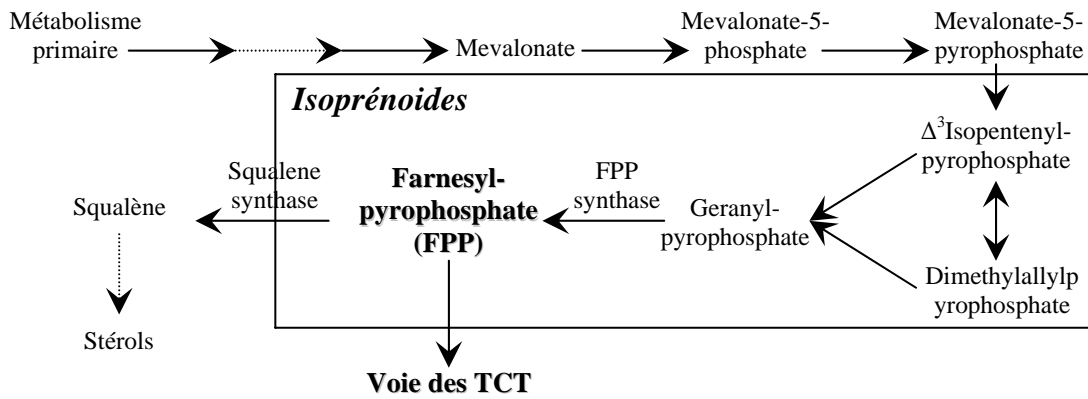 Métabolisme
primaire
Mevalonate
Mevalonate-5-
phosphate
Mevalonate-5-
pyrophosphate
Isoprénoides
Δ³Isopentenyl-
pyrophosphate
Squalene
synthase
Farnesyl-
pyrophosphate
(FPP)
FPP
synthase
Squalène
Geranyl-
pyrophosphate
Dimethylallylp
yrophosphate
Stérols
Voie des TCT